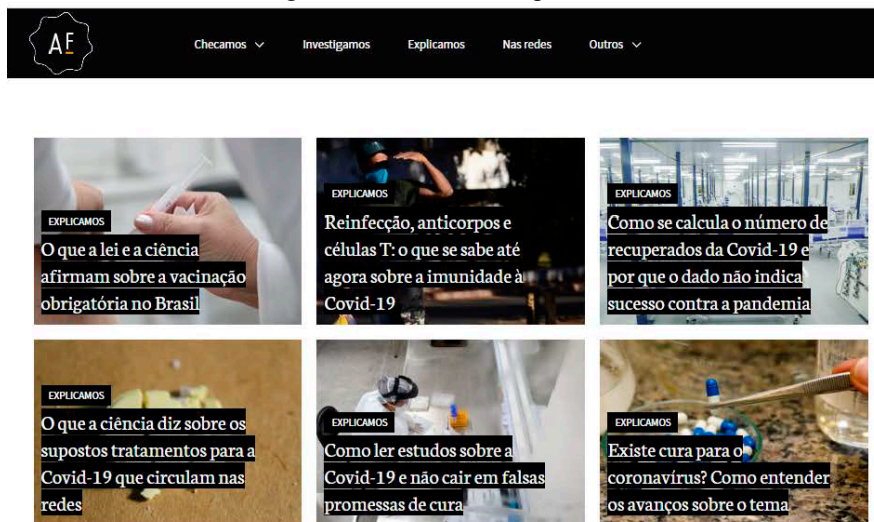 AF
Checamos
Investigamos
Explicamos
Nas redes
Outros
EXPLICAMOS
O que a lei e a ciência
afirmam sobre a vacinação
obrigatória no Brasil
EXPLICAMOS
Reinfecção, anticorpos e
células T: o que se sabe até
agora sobre a imunidade à
Covid-19
EXPLICAMOS
Como se calcula o número de
recuperados da Covid-19 e
por que o dado não indica
sucesso contra a pandemia
EXPLICAMOS
O que a ciência diz sobre os
supostos tratamentos para a
Covid-19 que circulam nas
redes
EXPLICAMOS
Como ler estudos sobre a
Covid-19 e não cair em falsas
promessas de cura
EXPLICAMOS
Existe cura para o
coronavírus? Como entender
os avanços sobre o tema